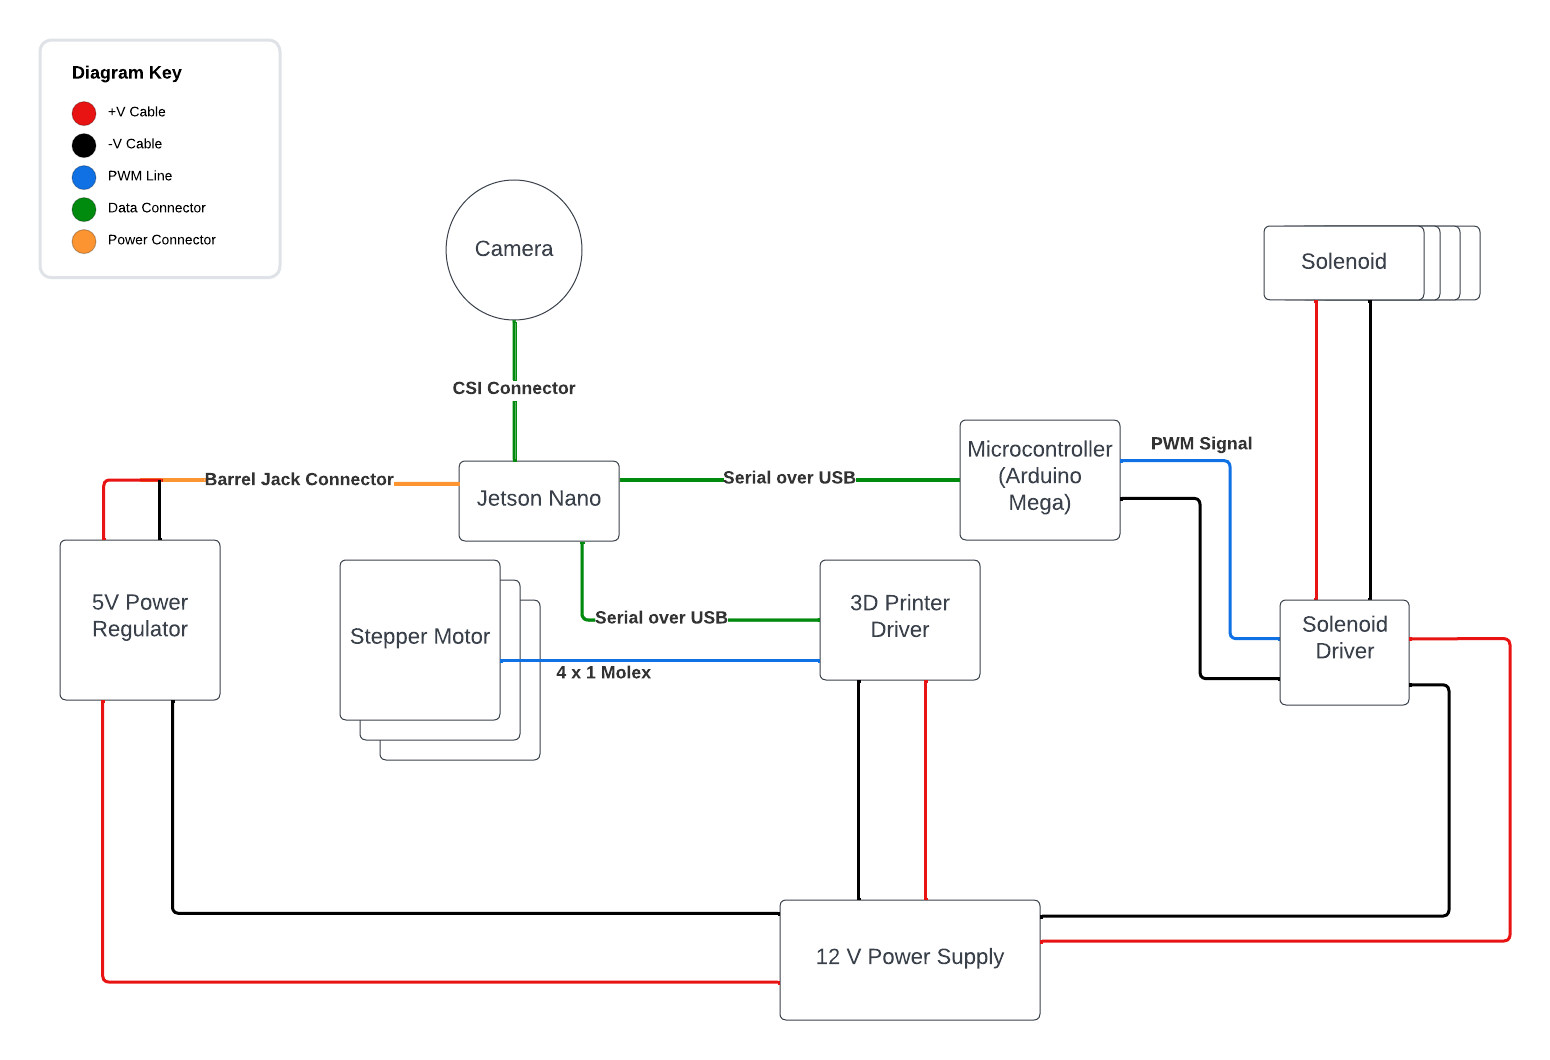 Diagram Key
+V Cable
-V Cable
PWM Line
Data Connector
Power Connector
Camera
Solenoid
CSI Connector
PWM Signal
Microcontroller
(Arduino
Mega)
Barrel Jack Connector
Serial over USB
Jetson Nano
5V Power
Regulator
Stepper Motor
Serial over USB
3D Printer
Driver
4 x 1 Molex
Solenoid
Driver
12 V Power Supply